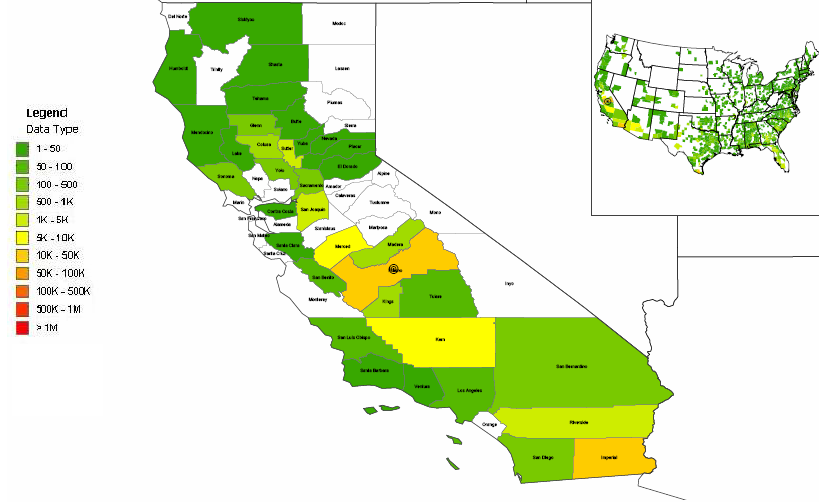 Del Norte
Siskiyou
Modoc
Humboldt
Trinity
Shasta
Lassen
Tehama
Plumas
Mendocino
Glenn
Butte
Sierra
Colusa
Sutter
Yuba
Nevada
Placer
Lake
El Dorado
Sonoma
Napa
Yolo
Solano
Sacramento
Amador
Alpine
Calaveras
Tuolumne
Marin
Contra Costa
San Joaquin
Mono
San Francisco
Alameda
Stanislaus
Mariposa
San Mateo
Santa Clara
Merced
Madera
Santa Cruz
San Benito
Tulare
Inyo
Monterey
Kings
San Luis Obispo
Kern
San Bernardino
Santa Barbara
Ventura
Los Angeles
Orange
Riverside
San Diego
Imperial
Legend
Data Type
1 - 50
50 - 100
100 - 500
500 - 1K
1K - 5K
5K - 10K
10K - 50K
50K - 100K
100K - 500K
500K - 1M
> 1M